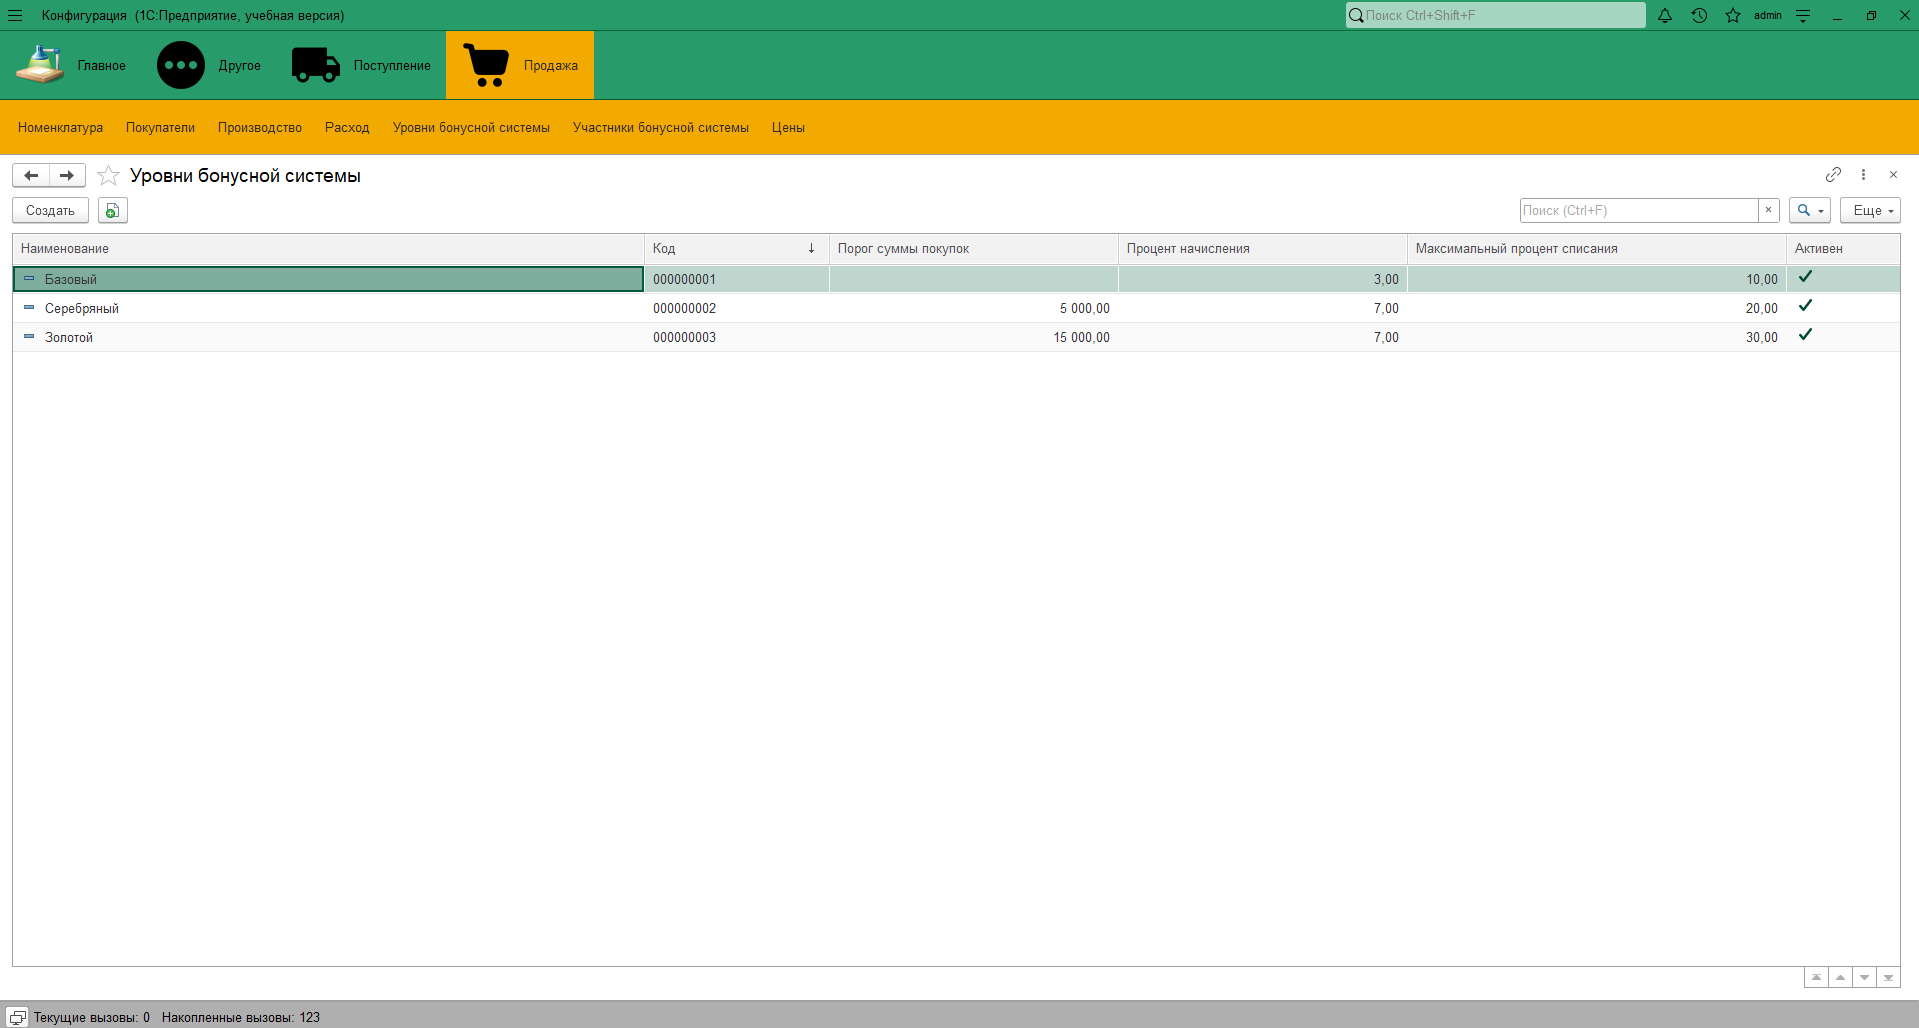 Конфигурация (1С:Предприятие, учебная версия)
Поиск Ctrl+Shift+F
admin
Главное
Другое
Поступление
Продажа
Номенклатура
Покупатели
Производство
Расход
Уровни бонусной системы
Участники бонусной системы
Цены
Уровни бонусной системы
Создать
Поиск (Ctrl+F)
×
Еще
Наименование Код ↓ Порог суммы покупок Процент начисления Максимальный процент списания Активен
Базовый 000000001 3,00 10,00
Серебряный 000000002 5 000,00 7,00 20,00
Золотой 000000003 15 000,00 7,00 30,00
Текущие вызовы: 0 Накопленные вызовы: 123